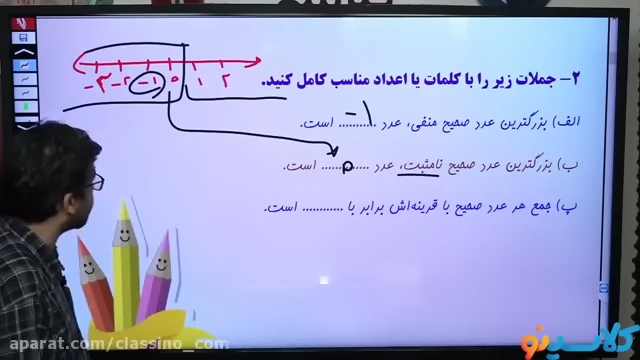 -۳ -۲ -۱ ۰ ۱ ۲
۲- جملات زیر را با کلمات یا اعداد مناسب کامل کنید.
الف) بزرگترین عدد صحیح منفی، عدد ..-۱.. است.
ب) بزرگترین عدد صحیح نامثبت، عدد ..۰.. است.
پ) جمع هر عدد صحیح با قرینه‌اش برابر با ............ است.
aparat.com/classino_com
کلاسینو